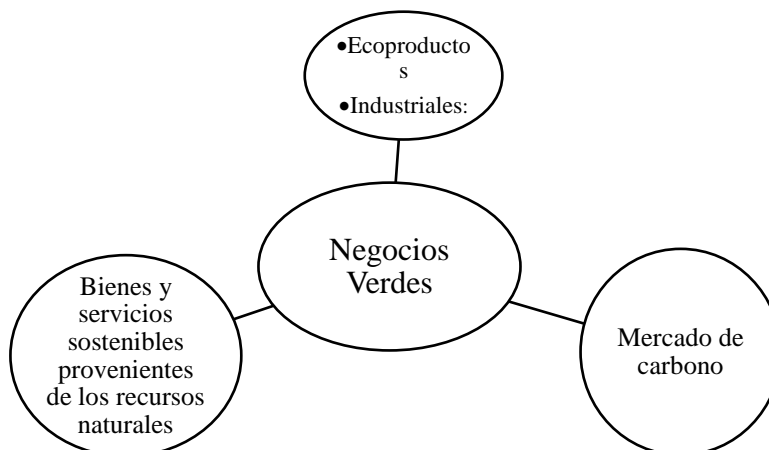 •Ecoproducto
s
•Industriales:
Negocios
Verdes
Bienes y
servicios
sostenibles
provenientes
de los recursos
naturales
Mercado de
carbono